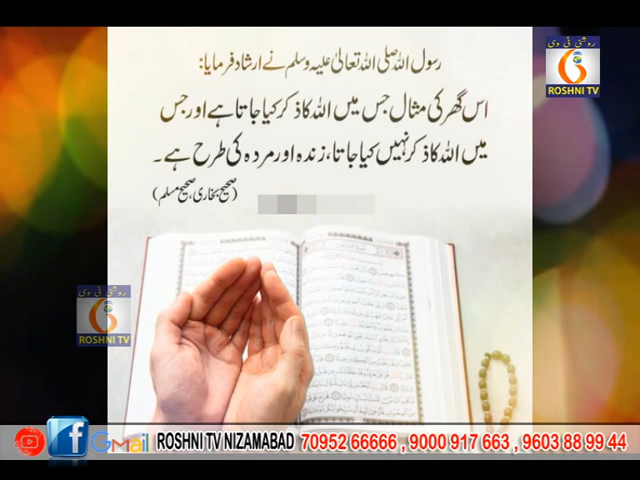 رسول اللہ صلی اللہ تعالیٰ علیہ وسلم نے ارشاد فرمایا:
اس گھر کی مثال جس میں اللہ کا ذکر کیا جاتا ہے اور جس
میں اللہ کا ذکر نہیں کیا جاتا، زندہ اور مردہ کی طرح ہے۔
(صحیح بخاری، صحیح مسلم)
روشنی ٹی وی
ROSHNI TV
روشنی ٹی وی
ROSHNI TV
Gmail ROSHNI TV NIZAMABAD 70952 66666 , 9000 917 663 , 9603 88 99 44